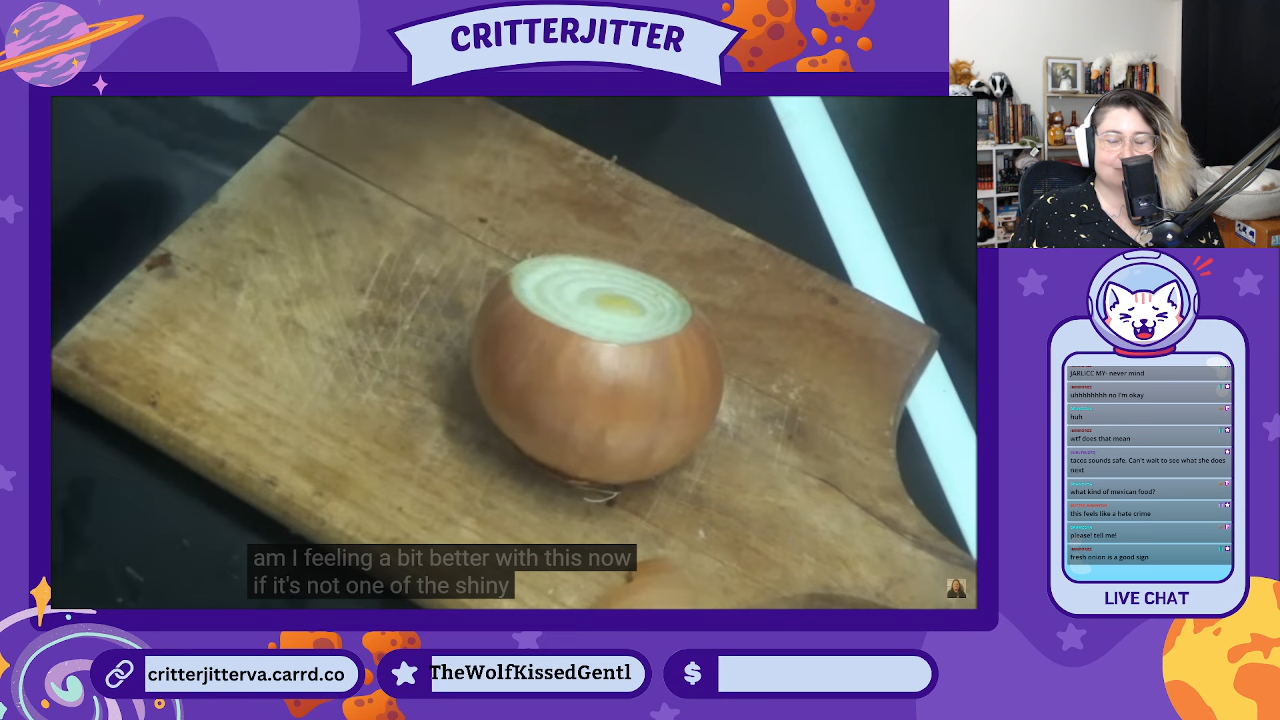 CRITTERJITTER
am I feeling a bit better with this now
if it's not one of the shiny
JARLICC MY- never mind
uhhhhhhhh no i'm okay
huh
wtf does that mean
tacos sounds safe. Can't wait to see what she does
next
what kind of mexican food?
this feels like a hate crime
please! tell me!
fresh onion is a good sign
LIVE CHAT
critterjitterva.carrd.co
TheWolfKissedGentl
$